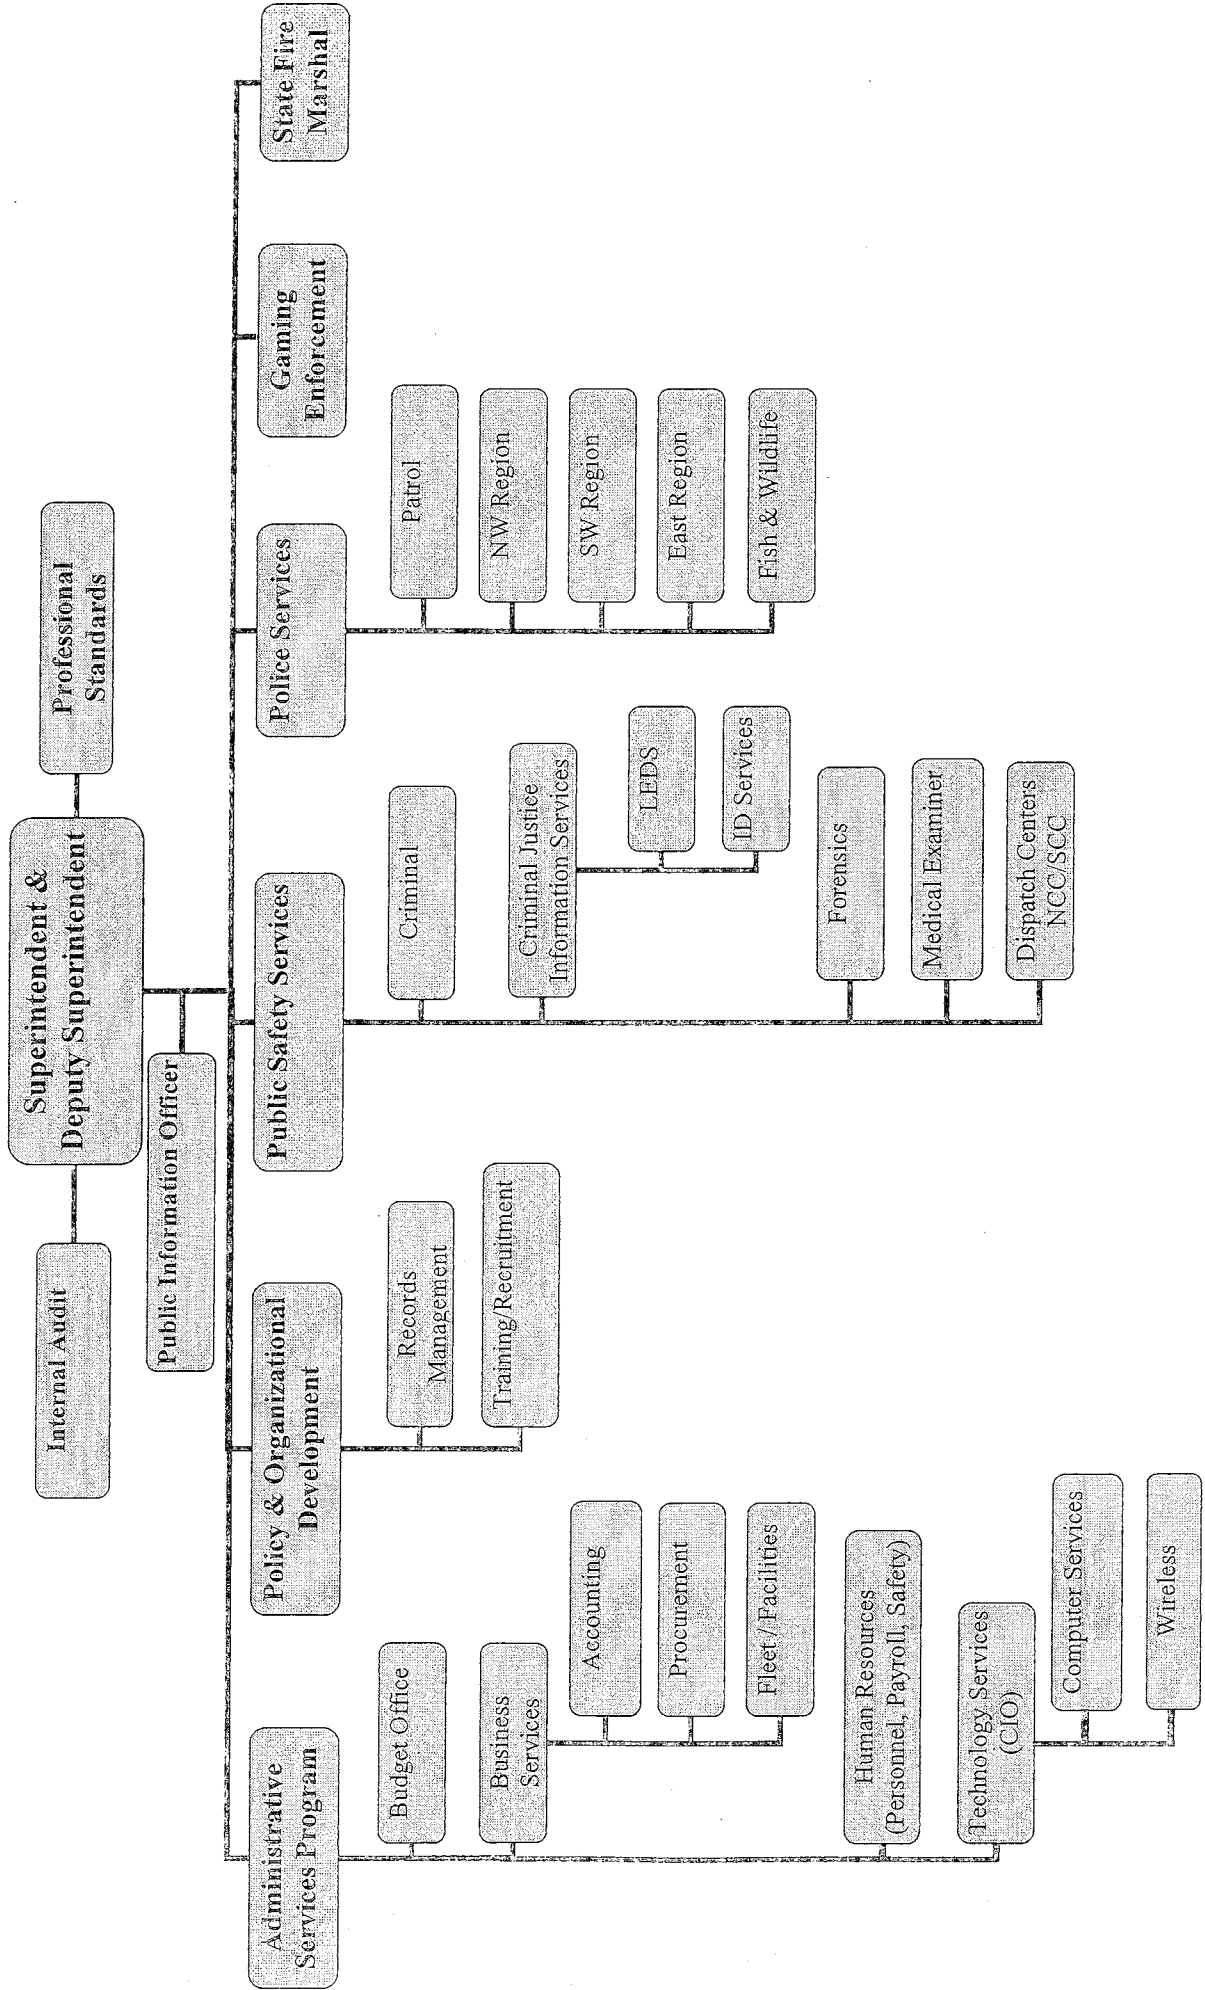 Superintendent &
Deputy Superintendent
Internal Audit
Professional
Standards
Public Information Officer
Administrative
Services Program
Policy & Organizational
Development
Public Safety Services
Police Services
Gaming
Enforcement
State Fire
Marshal
Budget Office
Business
Services
Accounting
Procurement
Fleet / Facilities
Human Resources
(Personnel, Payroll, Safety)
Technology Services
(CIO)
Computer Services
Wireless
Records
Management
Training/Recruitment
Criminal
Criminal Justice
Information Services
LEDS
ID Services
Forensics
Medical Examiner
Dispatch Centers
NCC/SCC
Patrol
NW Region
SW Region
East Region
Fish & Wildlife